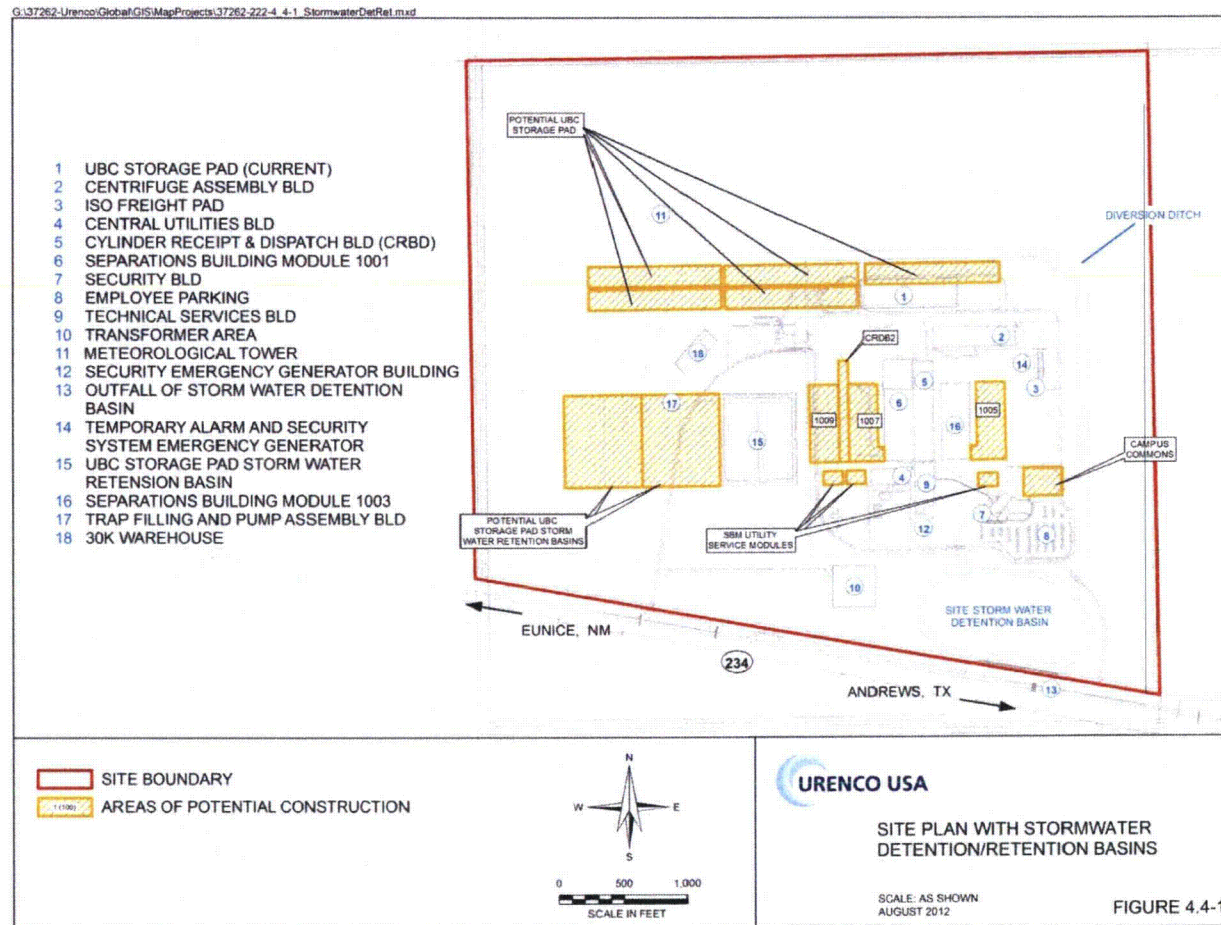 G:\37262-Urenco\Global\GIS\MapProjects\37262-222-4_4-1_StormwaterDetRet.mxd
1 UBC STORAGE PAD (CURRENT)
2 CENTRIFUGE ASSEMBLY BLD
3 ISO FREIGHT PAD
4 CENTRAL UTILITIES BLD
5 CYLINDER RECEIPT & DISPATCH BLD (CRBD)
6 SEPARATIONS BUILDING MODULE 1001
7 SECURITY BLD
8 EMPLOYEE PARKING
9 TECHNICAL SERVICES BLD
10 TRANSFORMER AREA
11 METEOROLOGICAL TOWER
12 SECURITY EMERGENCY GENERATOR BUILDING
13 OUTFALL OF STORM WATER DETENTION
BASIN
14 TEMPORARY ALARM AND SECURITY
SYSTEM EMERGENCY GENERATOR
15 UBC STORAGE PAD STORM WATER
RETENSION BASIN
16 SEPARATIONS BUILDING MODULE 1003
17 TRAP FILLING AND PUMP ASSEMBLY BLD
18 30K WAREHOUSE
POTENTIAL UBC
STORAGE PAD
11
DIVERSION DITCH
1
2
CRDB2
18
14
5
3
17
6
1009
1007
1005
16
15
CAMPUS
COMMONS
4
9
POTENTIAL UBC
STORAGE PAD STORM
WATER RETENTION BASINS
SBM UTILITY
SERVICE MODULES
7
12
8
10
SITE STORM WATER
DETENTION BASIN
EUNICE, NM
234
ANDREWS, TX
13
SITE BOUNDARY
AREAS OF POTENTIAL CONSTRUCTION
N
W E
S
0 500 1,000
SCALE IN FEET
URENCO USA
SITE PLAN WITH STORMWATER
DETENTION/RETENTION BASINS
SCALE: AS SHOWN
AUGUST 2012
FIGURE 4.4-1